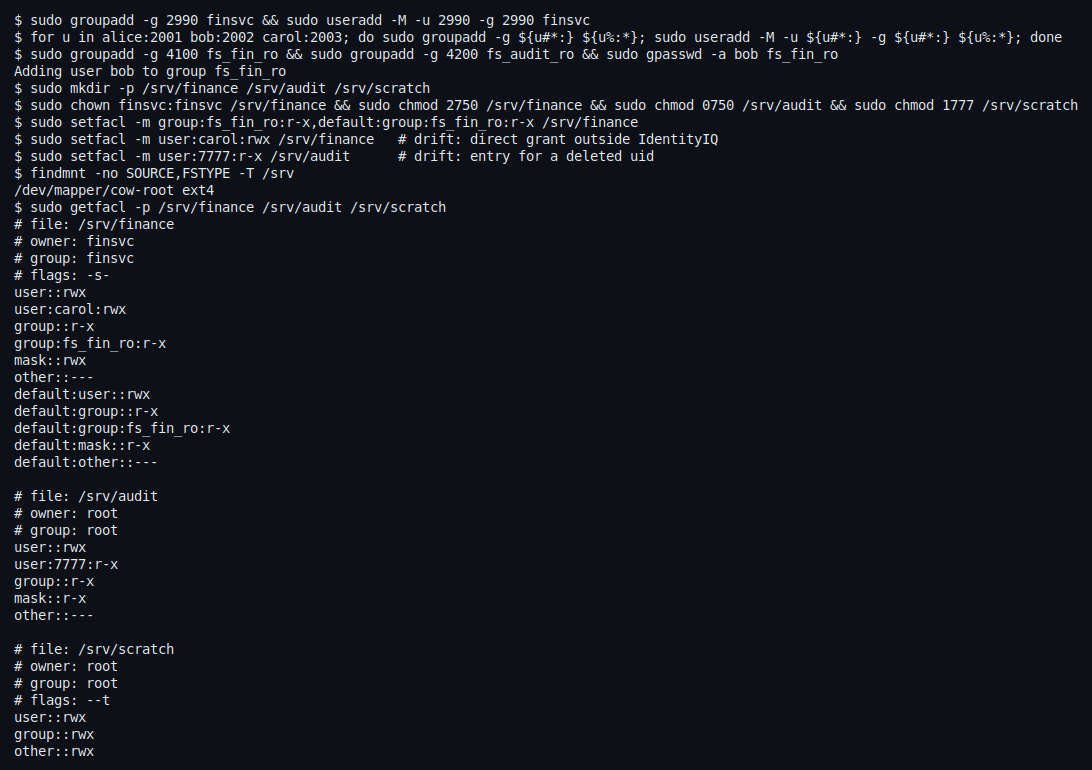 $ sudo groupadd -g 2990 finsvc && sudo useradd -M -u 2990 -g 2990 finsvc
$ for u in alice:2001 bob:2002 carol:2003; do sudo groupadd -g ${u#*:} ${u%:*}; sudo useradd -M -u ${u#*:} -g ${u#*:} ${u%:*}; done
$ sudo groupadd -g 4100 fs_fin_ro && sudo groupadd -g 4200 fs_audit_ro && sudo gpasswd -a bob fs_fin_ro
Adding user bob to group fs_fin_ro
$ sudo mkdir -p /srv/finance /srv/audit /srv/scratch
$ sudo chown finsvc:finsvc /srv/finance && sudo chmod 2750 /srv/finance && sudo chmod 0750 /srv/audit && sudo chmod 1777 /srv/scratch
$ sudo setfacl -m group:fs_fin_ro:r-x,default:group:fs_fin_ro:r-x /srv/finance
$ sudo setfacl -m user:carol:rwx /srv/finance   # drift: direct grant outside IdentityIQ
$ sudo setfacl -m user:7777:r-x /srv/audit      # drift: entry for a deleted uid
$ findmnt -no SOURCE,FSTYPE -T /srv
/dev/mapper/cow-root ext4
$ sudo getfacl -p /srv/finance /srv/audit /srv/scratch
# file: /srv/finance
# owner: finsvc
# group: finsvc
# flags: -s-
user::rwx
user:carol:rwx
group::r-x
group:fs_fin_ro:r-x
mask::rwx
other::---
default:user::rwx
default:group::r-x
default:group:fs_fin_ro:r-x
default:mask::r-x
default:other::---

# file: /srv/audit
# owner: root
# group: root
user::rwx
user:7777:r-x
group::r-x
mask::r-x
other::---

# file: /srv/scratch
# owner: root
# group: root
# flags: --t
user::rwx
group::rwx
other::rwx